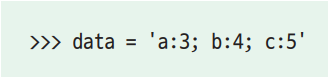 >>> data = 'a:3; b:4; c:5'